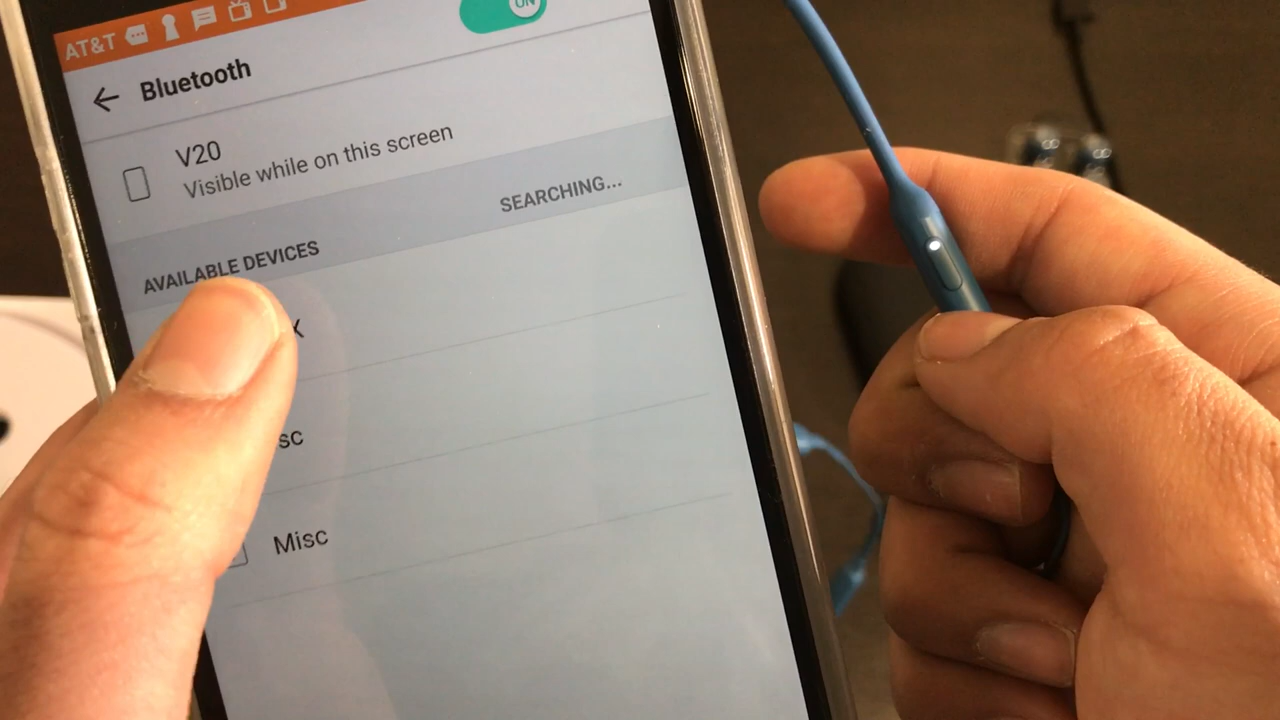 AT&T
ON
Bluetooth
V20
Visible while on this screen
SEARCHING...
AVAILABLE DEVICES
Misc